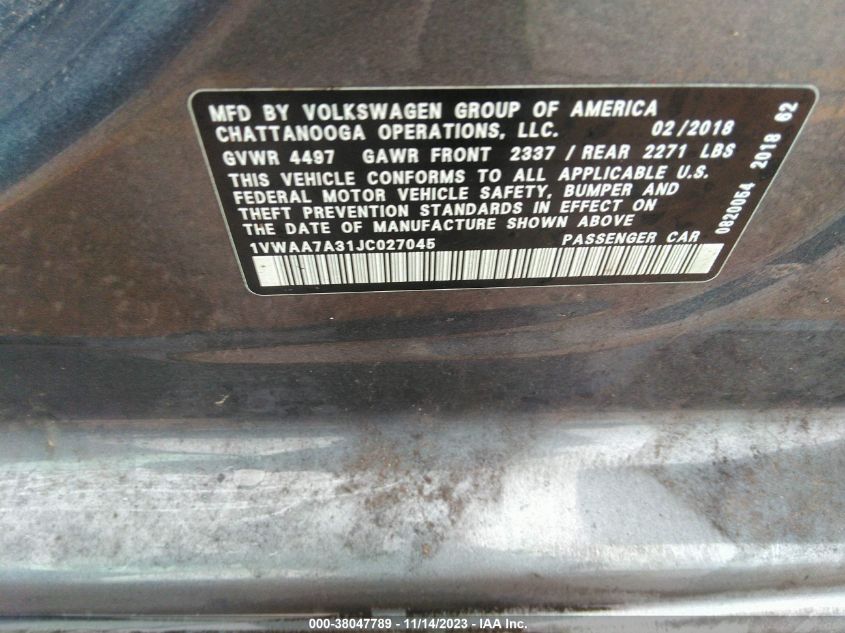 MFD BY VOLKSWAGEN GROUP OF AMERICA
CHATTANOOGA OPERATIONS, LLC. 02/2018
GVWR 4497 GAWR FRONT 2337 / REAR 2271 LBS
THIS VEHICLE CONFORMS TO ALL APPLICABLE U.S.
FEDERAL MOTOR VEHICLE SAFETY, BUMPER AND
THEFT PREVENTION STANDARDS IN EFFECT ON
THE DATE OF MANUFACTURE SHOWN ABOVE
1VWAA7A31JC027045 PASSENGER CAR
0820054 2018 62
000-38047789 - 11/14/2023 - IAA Inc.